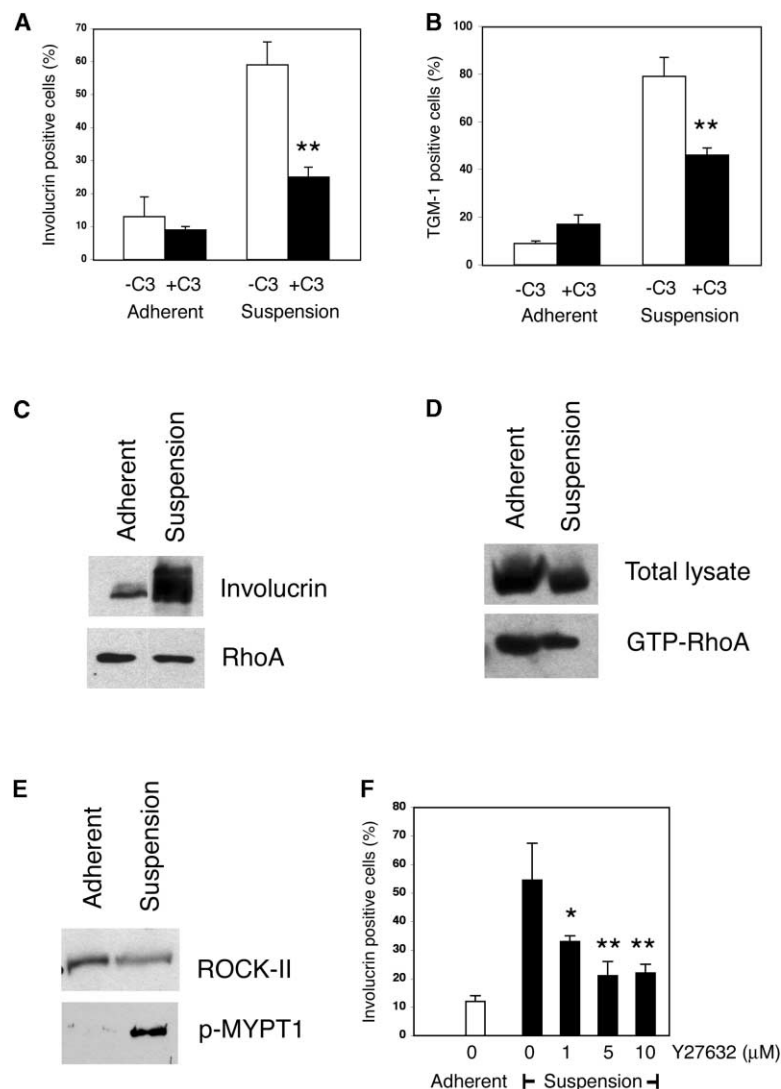 A
Involucrin positive cells (%)
70
60
50
40
30
20
10
0
**
-C3 +C3 -C3 +C3
Adherent Suspension
B
TGM-1 positive cells (%)
100
80
60
40
20
0
**
-C3 +C3 -C3 +C3
Adherent Suspension
C
Adherent
Suspension
Involucrin
RhoA
D
Adherent
Suspension
Total lysate
GTP-RhoA
E
Adherent
Suspension
ROCK-II
p-MYPT1
F
Involucrin positive cells (%)
80
70
60
50
40
30
20
10
0
* ** **
0 0 1 5 10 Y27632 (μM)
Adherent Suspension